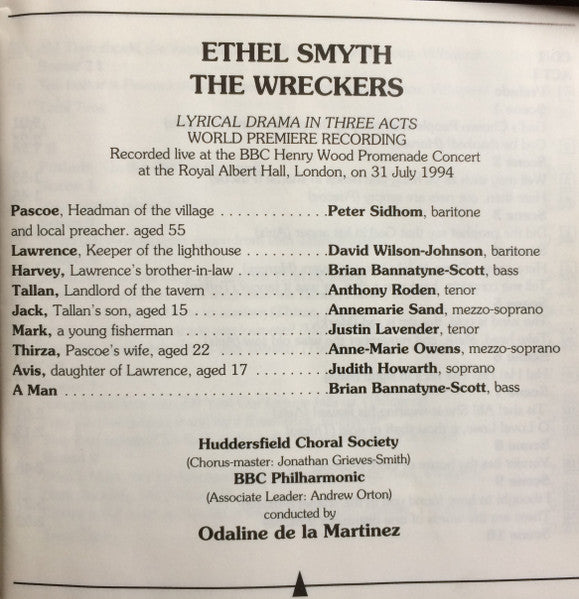 ETHEL SMYTH
THE WRECKERS
LYRICAL DRAMA IN THREE ACTS
WORLD PREMIERE RECORDING
Recorded live at the BBC Henry Wood Promenade Concert
at the Royal Albert Hall, London, on 31 July 1994
Pascoe, Headman of the village . . . . . . . . . . . . . Peter Sidhom, baritone
and local preacher. aged 55
Lawrence, Keeper of the lighthouse . . . . . . . . . . David Wilson-Johnson, baritone
Harvey, Lawrence's brother-in-law . . . . . . . . . . . Brian Bannatyne-Scott, bass
Tallan, Landlord of the tavern . . . . . . . . . . . . . . Anthony Roden, tenor
Jack, Tallan's son, aged 15 . . . . . . . . . . . . . . . . Annemarie Sand, mezzo-soprano
Mark, a young fisherman . . . . . . . . . . . . . . . . . Justin Lavender, tenor
Thirza, Pascoe's wife, aged 22 . . . . . . . . . . . . . Anne-Marie Owens, mezzo-soprano
Avis, daughter of Lawrence, aged 17 . . . . . . . . . Judith Howarth, soprano
A Man . . . . . . . . . . . . . . . . . . . . . . . . . . . . . . . Brian Bannatyne-Scott, bass
Huddersfield Choral Society
(Chorus-master: Jonathan Grieves-Smith)
BBC Philharmonic
(Associate Leader: Andrew Orton)
conducted by
Odaline de la Martinez